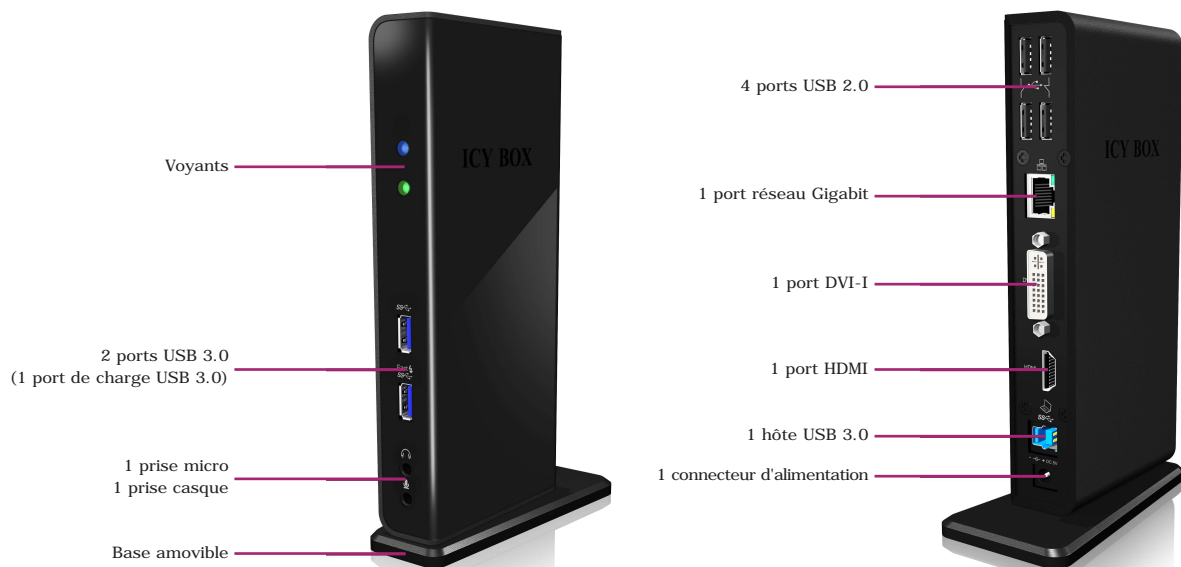 Voyants
2 ports USB 3.0
(1 port de charge USB 3.0)
1 prise micro
1 prise casque
Base amovible
ICY BOX
4 ports USB 2.0
1 port réseau Gigabit
1 port DVI-I
1 port HDMI
1 hôte USB 3.0
1 connecteur d'alimentation
ICY BOX